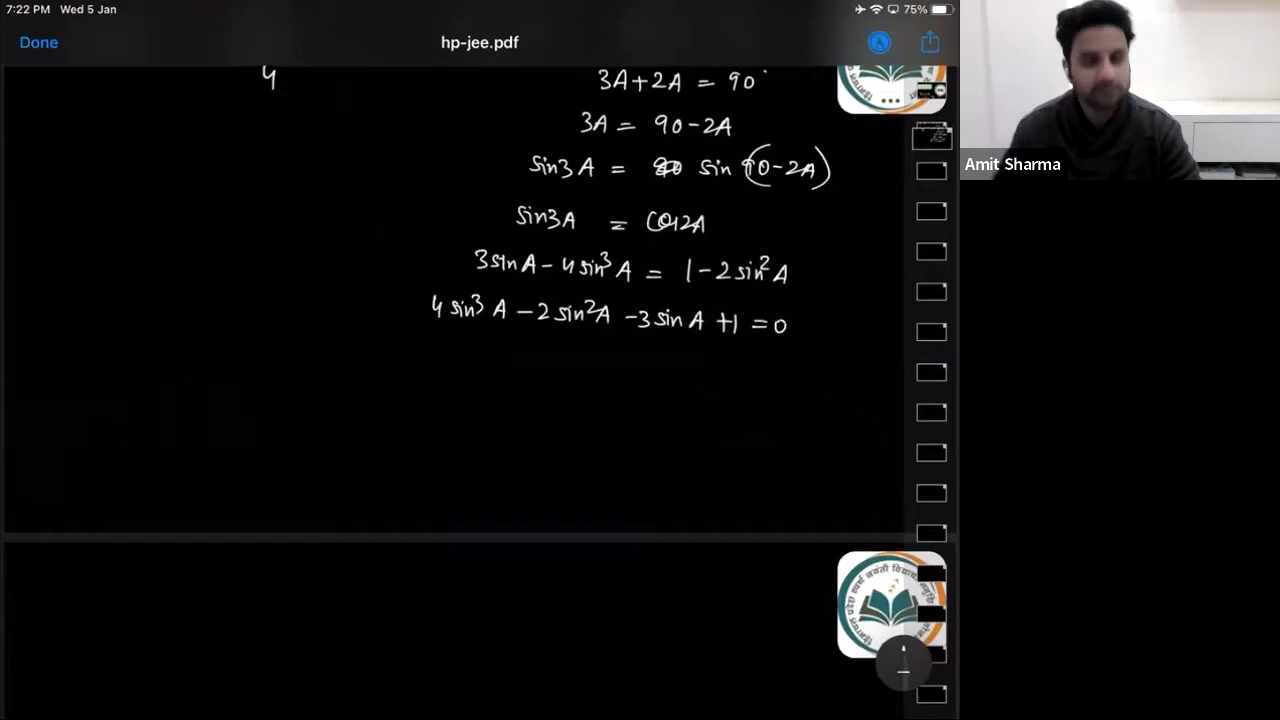 7:22 PM Wed 5 Jan
75%
Done
hp-jee.pdf
4
3A+2A = 90°
3A = 90-2A
sin3A = sin (90-2A)
sin3A = cos2A
3sinA - 4sin³A = 1-2sin²A
4sin³A - 2sin²A - 3sinA + 1 = 0
Amit Sharma